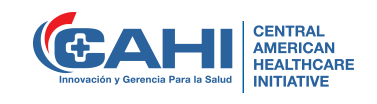 CAHI
Innovación y Gerencia Para la Salud
CENTRAL
AMERICAN
HEALTHCARE
INITIATIVE